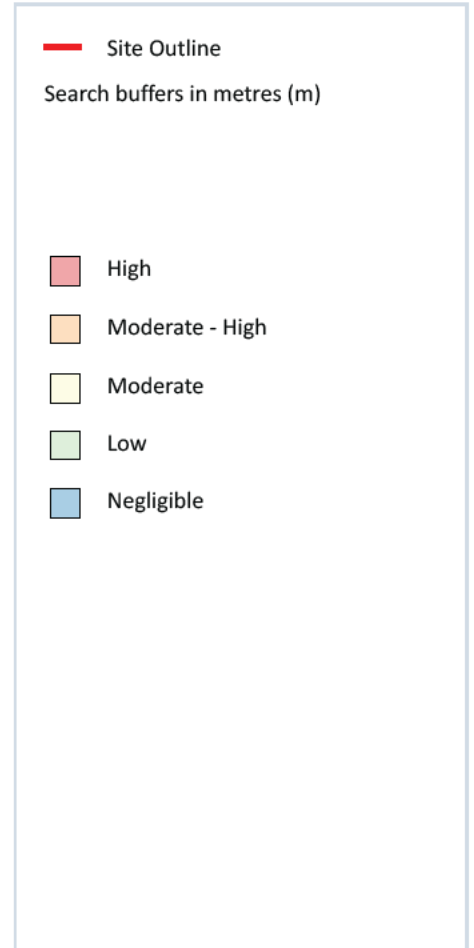 Site Outline
Search buffers in metres (m)
High
Moderate - High
Moderate
Low
Negligible